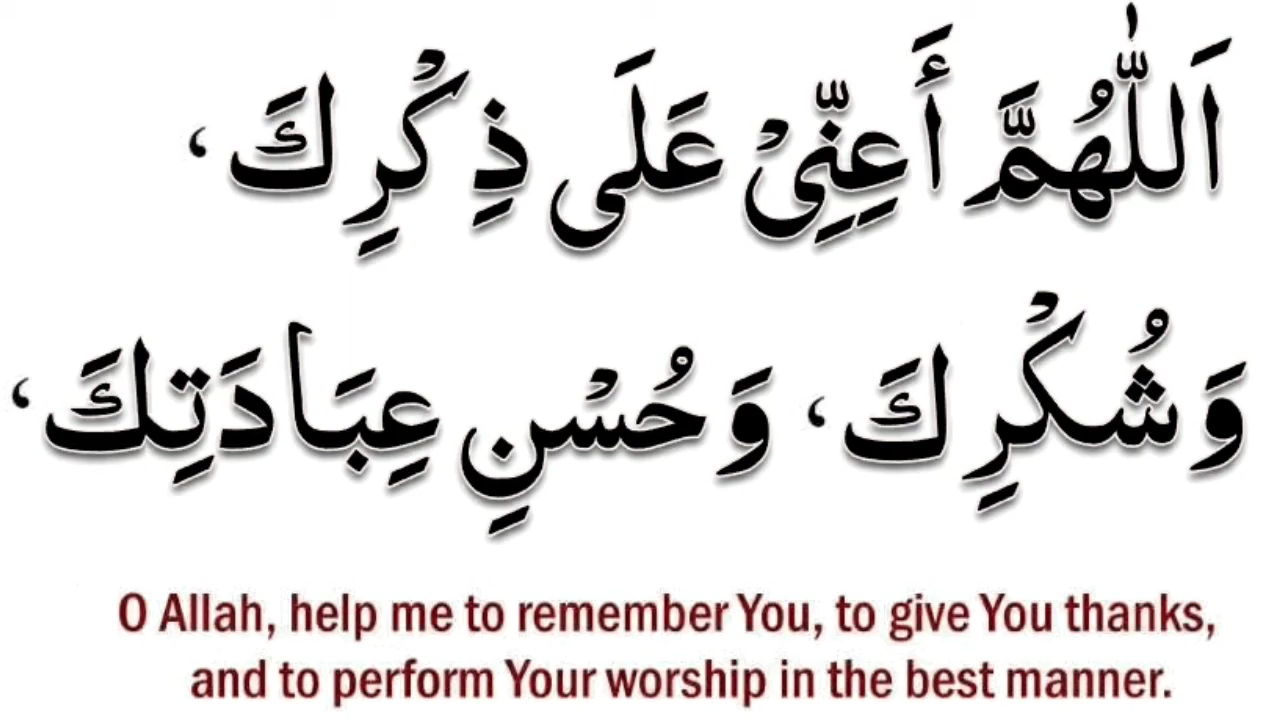 اَللّٰهُمَّ أَعِنِّىْ عَلَى ذِكْرِكَ،
وَشُكْرِكَ، وَحُسْنِ عِبَادَتِكَ،
O Allah, help me to remember You, to give You thanks,
and to perform Your worship in the best manner.